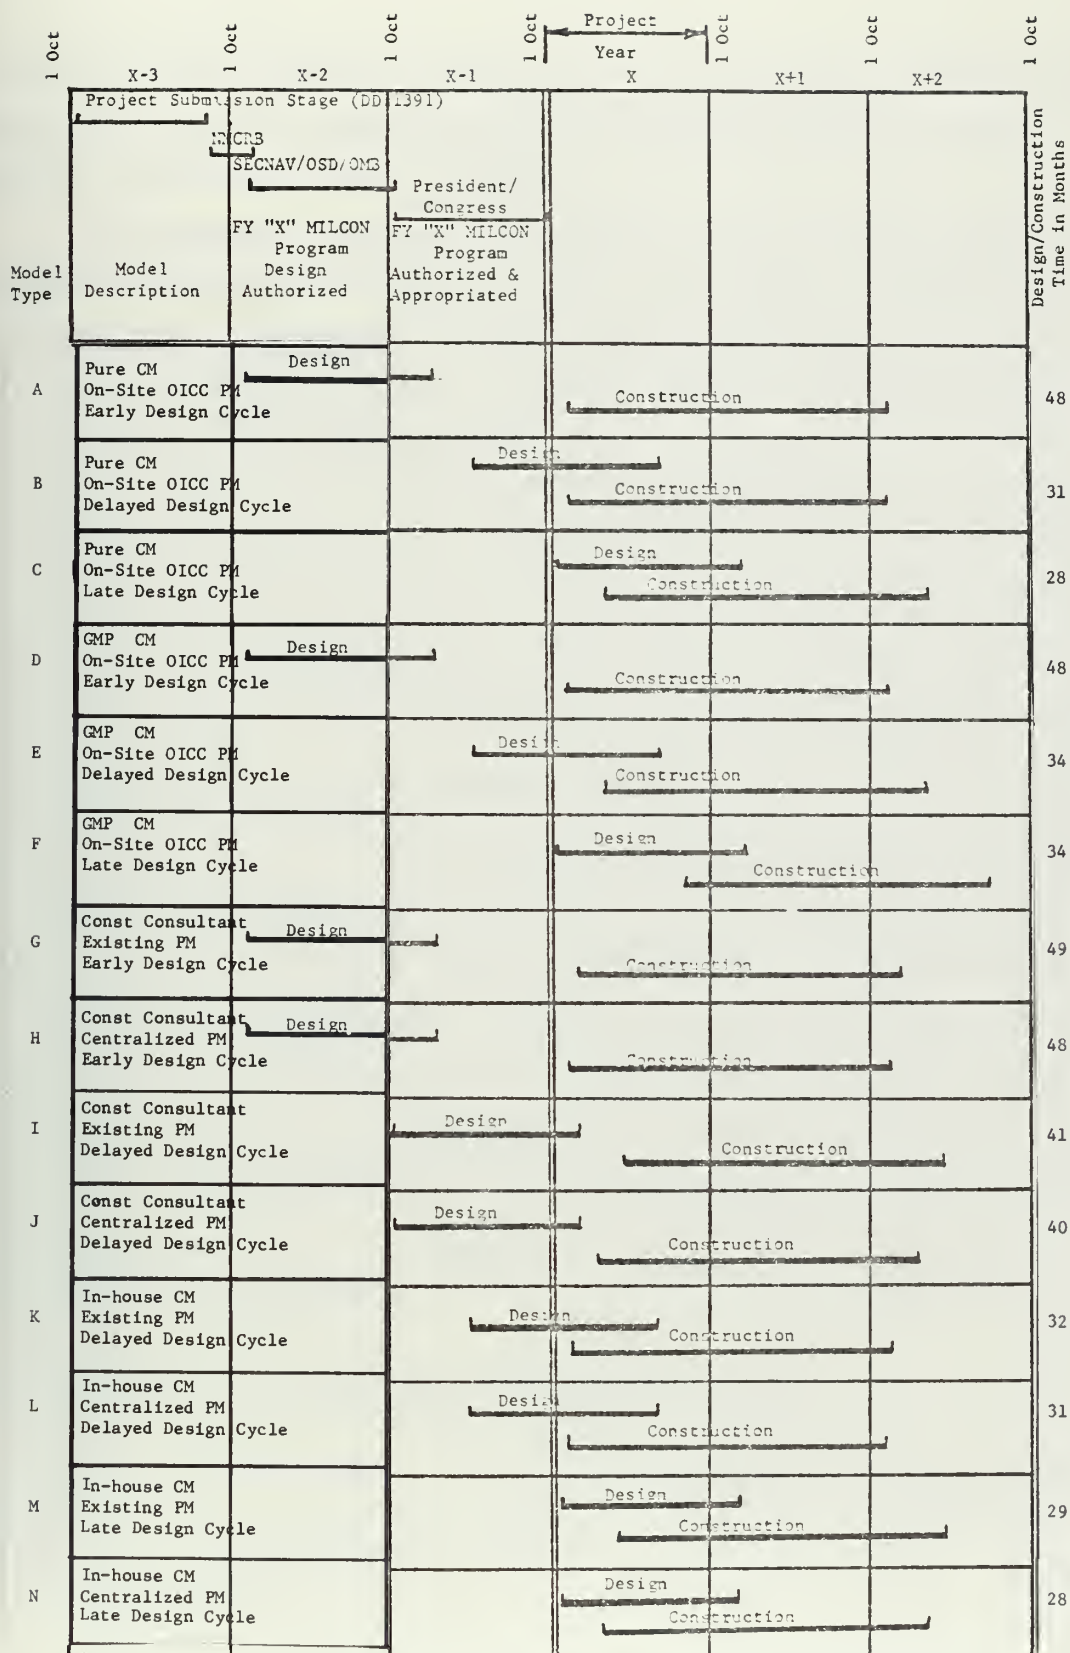 1 Oct
1 Oct
1 Oct
1 Oct
1 Oct
1 Oct
1 Oct
Project
Year
X-3
X-2
X-1
X
X+1
X+2
Project Submission Stage (DD 1391)
SECNAV/OSD/OMB
President/
Congress
FY "X" MILCON
Program
Design
Authorized
FY "X" MILCON
Program
Authorized &
Appropriated
Model
Type
Model
Description
Design/Construction
Time in Months
A
Pure CM
On-Site OICC PM
Early Design Cycle
Design
Construction
48
B
Pure CM
On-Site OICC PM
Delayed Design Cycle
Design
Construction
31
C
Pure CM
On-Site OICC PM
Late Design Cycle
Design
Construction
28
D
GMP CM
On-Site OICC PM
Early Design Cycle
Design
Construction
48
E
GMP CM
On-Site OICC PM
Delayed Design Cycle
Design
Construction
34
F
GMP CM
On-Site OICC PM
Late Design Cycle
Design
Construction
34
G
Const Consultant
Existing PM
Early Design Cycle
Design
Construction
49
H
Const Consultant
Centralized PM
Early Design Cycle
Design
Construction
48
I
Const Consultant
Existing PM
Delayed Design Cycle
Design
Construction
41
J
Const Consultant
Centralized PM
Delayed Design Cycle
Design
Construction
40
K
In-house CM
Existing PM
Delayed Design Cycle
Design
Construction
32
L
In-house CM
Centralized PM
Delayed Design Cycle
Design
Construction
31
M
In-house CM
Existing PM
Late Design Cycle
Design
Construction
29
N
In-house CM
Centralized PM
Late Design Cycle
Design
Construction
28